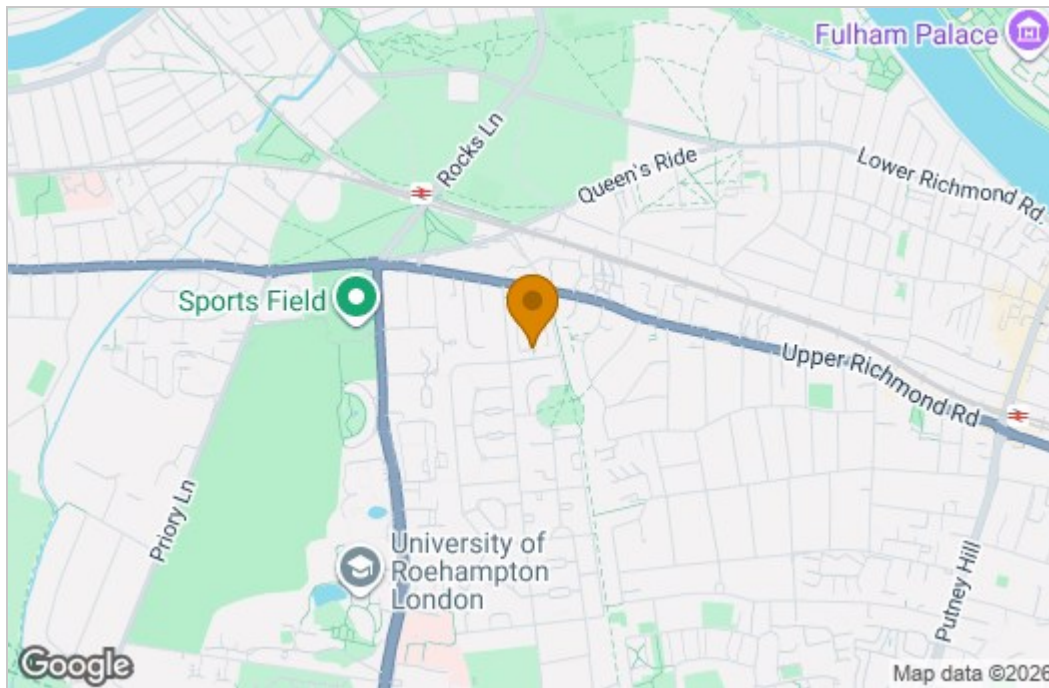 Fulham Palace
Rocks Ln
Queen's Ride
Lower Richmond Rd.
Sports Field
Upper Richmond Rd
Priory Ln
University of
Roehampton
London
Putney Hill
Google
Map data ©2026